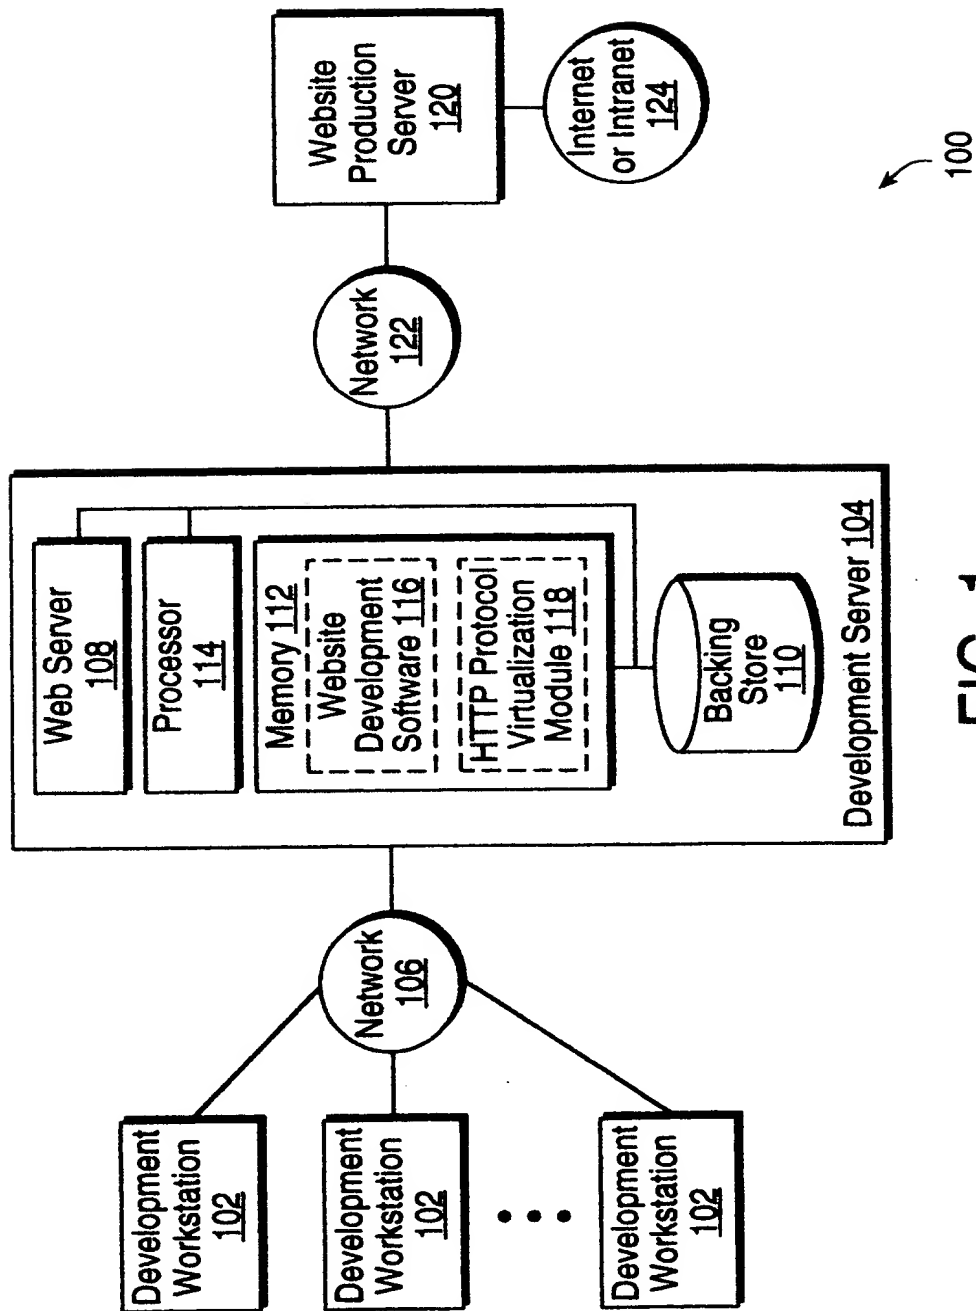 Development
Workstation
102
Development
Workstation
102
Development
Workstation
102
Network
106
Web Server
108
Processor
114
Memory 112
Website
Development
Software 116
HTTP Protocol
Virtualization
Module 118
Backing
Store
110
Development Server 104
Network
122
Website
Production
Server
120
Internet
or Intranet
124
100